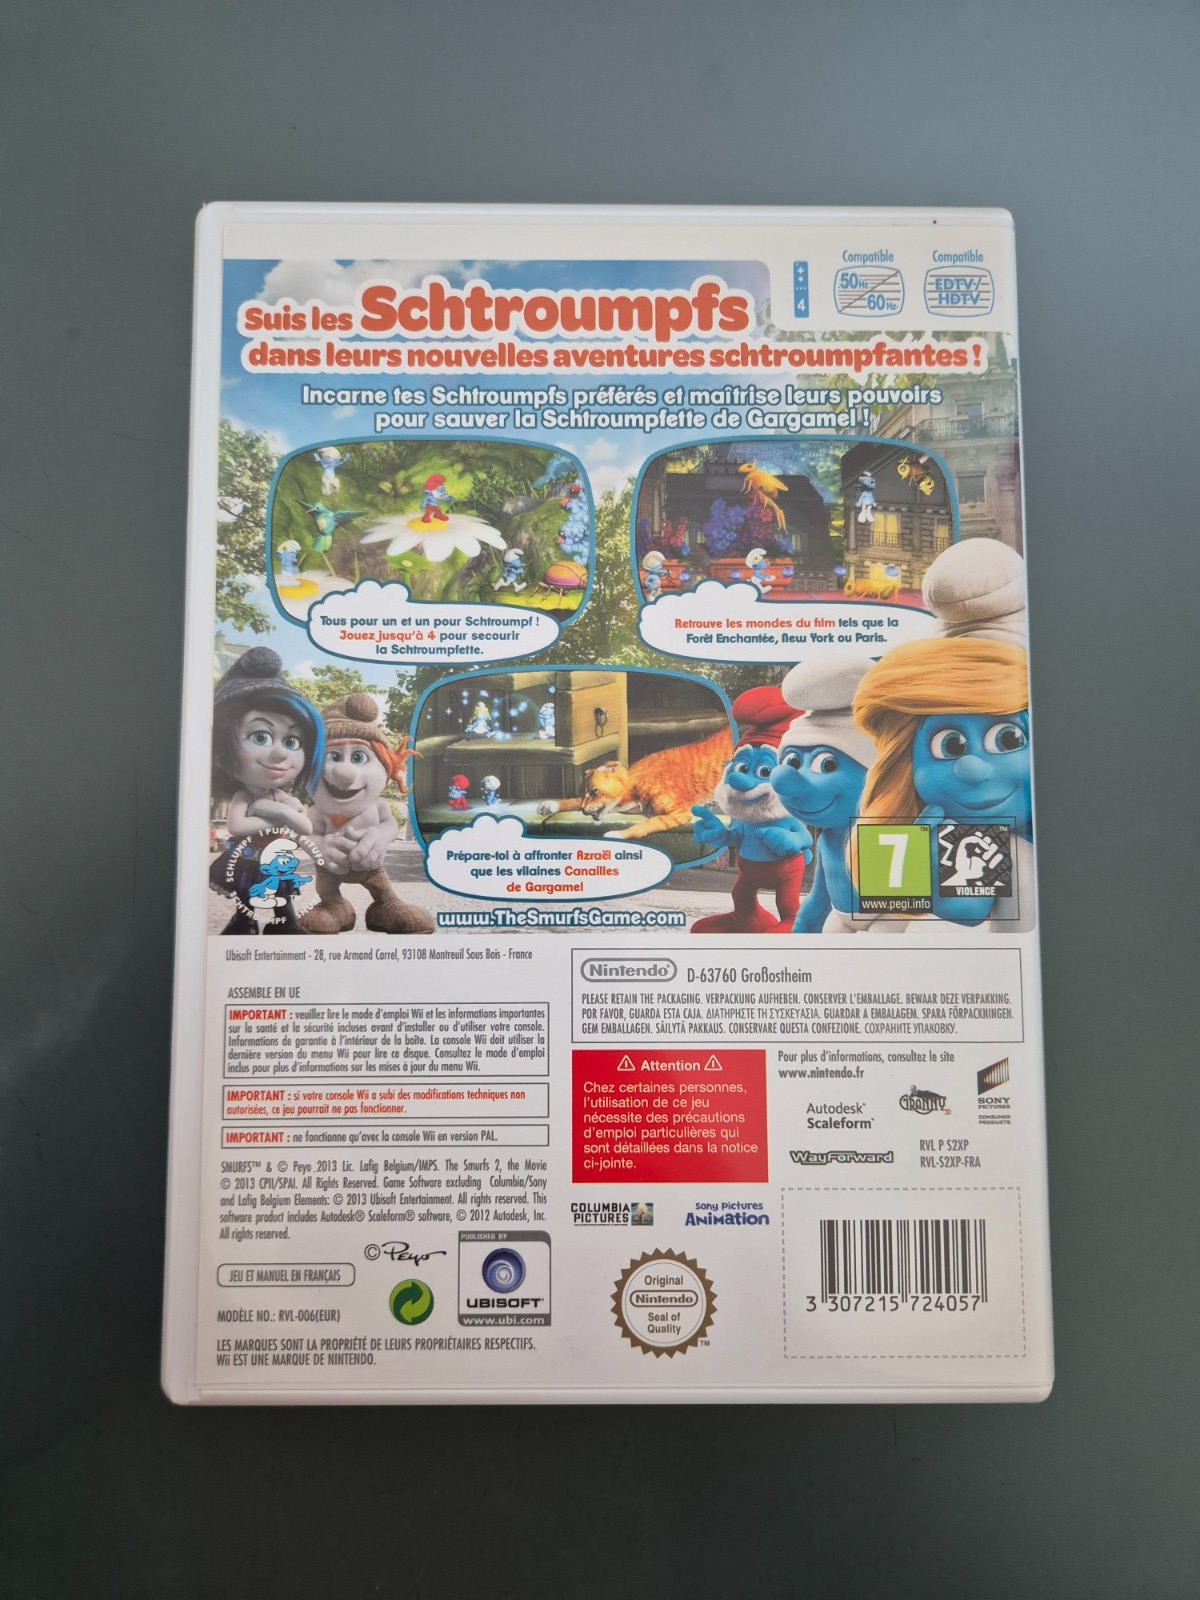 Compatible
Compatible
4
50Hz
60Hz
EDTV/
HDTV
Suis les Schtroumpfs
dans leurs nouvelles aventures schtroumpfantes !
Incarne tes Schtroumpfs préférés et maîtrise leurs pouvoirs
pour sauver la Schtroumpfette de Gargamel !
Tous pour un et un pour Schtroumpf !
Jouez jusqu'à 4 pour secourir
la Schtroumpfette.
Retrouve les mondes du film tels que la
Forêt Enchantée, New York ou Paris.
Prépare-toi à affronter Azraël ainsi
que les vilaines Canailles
de Gargamel
www.TheSmurfsGame.com
SCHLUMPF I PUFFI PITUFO
SCHTROUMPF
7
www.pegi.info
VIOLENCE
Ubisoft Entertainment - 28, rue Armand Carrel, 93108 Montreuil Sous Bois - France
ASSEMBLE EN UE
IMPORTANT : veuillez lire le mode d'emploi Wii et les informations importantes
sur la santé et la sécurité incluses avant d'installer ou d'utiliser votre console.
Informations de garantie à l'intérieur de la boîte. La console Wii doit utiliser la
dernière version du menu Wii pour lire ce disque. Consultez le mode d'emploi
inclus pour plus d'informations sur les mises à jour du menu Wii.
IMPORTANT : si votre console Wii a subi des modifications techniques non
autorisées, ce jeu pourrait ne pas fonctionner.
IMPORTANT : ne fonctionne qu'avec la console Wii en version PAL.
SMURFS™ & © Peyo 2013 Lic. Lafig Belgium/IMPS. The Smurfs 2, the Movie
© 2013 CPII/SPAI. All Rights Reserved. Game Software excluding Columbia/Sony
and Lafig Belgium Elements: © 2013 Ubisoft Entertainment. All rights reserved. This
software product includes Autodesk® Scaleform® software, © 2012 Autodesk, Inc.
All rights reserved.
© Peyo
JEU ET MANUEL EN FRANÇAIS
MODÈLE NO.: RVL-006(EUR)
PUBLISHED BY
UBISOFT
www.ubi.com
LES MARQUES SONT LA PROPRIÉTÉ DE LEURS PROPRIÉTAIRES RESPECTIFS.
Wii EST UNE MARQUE DE NINTENDO.
Nintendo D-63760 Großostheim
PLEASE RETAIN THE PACKAGING. VERPACKUNG AUFHEBEN. CONSERVER L'EMBALLAGE. BEWAAR DEZE VERPAKKING.
POR FAVOR, GUARDA ESTA CAJA. ΔΙΑΤΗΡΗΣΤΕ ΤΗ ΣΥΣΚΕΥΑΣΙΑ. GUARDAR A EMBALAGEM. SPARA FÖRPACKNINGEN.
GEM EMBALLAGEN. SÄILYTÄ PAKKAUS. CONSERVARE QUESTA CONFEZIONE. СОХРАНИТЕ УПАКОВКУ.
Attention
Chez certaines personnes,
l'utilisation de ce jeu
nécessite des précautions
d'emploi particulières qui
sont détaillées dans la notice
ci-jointe.
Pour plus d'informations, consultez le site
www.nintendo.fr
Autodesk®
Scaleform®
GRANNY
SONY
PICTURES
CONSUMER
PRODUCTS
WayForward
RVL P S2XP
RVL-S2XP-FRA
COLUMBIA
PICTURES
Sony Pictures
Animation
Original
Nintendo
Seal of
Quality
™
3 307215 724057